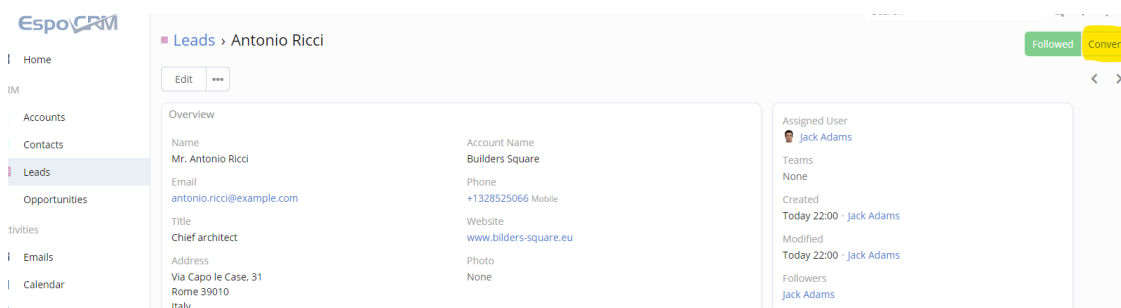 EspoCRM
Leads › Antonio Ricci
Followed
Home
Edit
•••
Accounts
Contacts
Leads
Opportunities
Emails
Calendar
Overview
Name
Mr. Antonio Ricci
Account Name
Builders Square
Email
antonio.ricci@example.com
Phone
+1328525066 Mobile
Title
Chief architect
Website
www.bilders-square.eu
Address
Via Capo le Case, 31
Rome 39010
Italy
Photo
None
Assigned User
Jack Adams
Teams
None
Created
Today 22:00 · Jack Adams
Modified
Today 22:00 · Jack Adams
Followers
Jack Adams